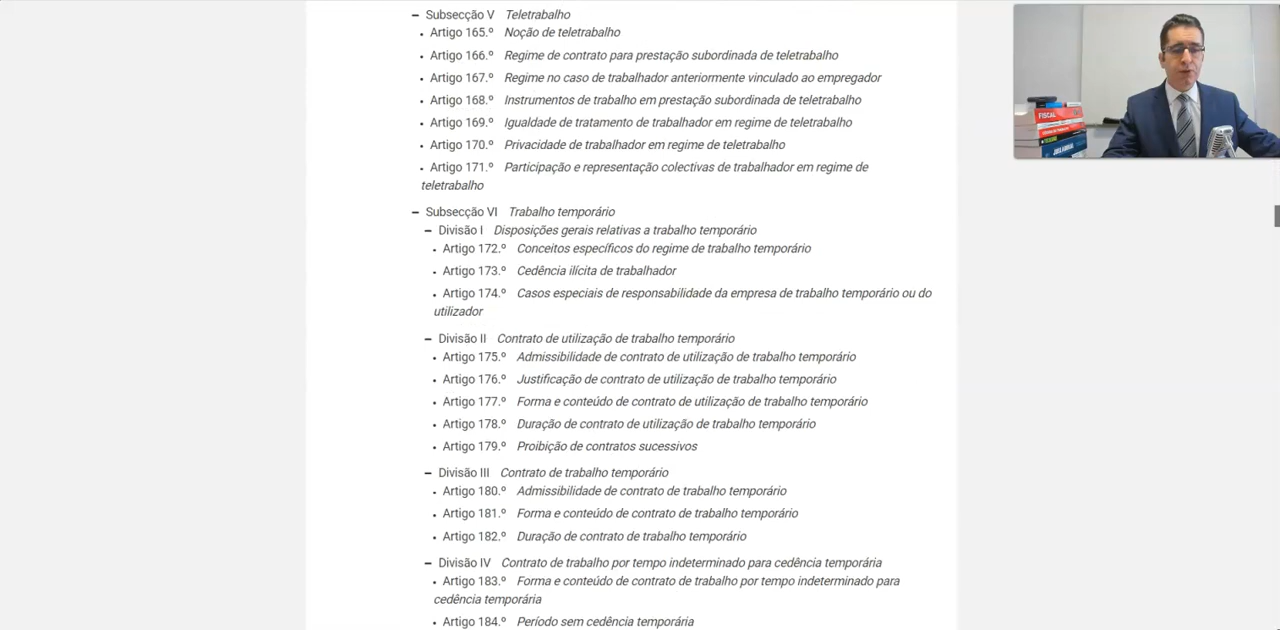 – Subsecção V Teletrabalho
• Artigo 165.º Noção de teletrabalho
• Artigo 166.º Regime de contrato para prestação subordinada de teletrabalho
• Artigo 167.º Regime no caso de trabalhador anteriormente vinculado ao empregador
• Artigo 168.º Instrumentos de trabalho em prestação subordinada de teletrabalho
• Artigo 169.º Igualdade de tratamento de trabalhador em regime de teletrabalho
• Artigo 170.º Privacidade de trabalhador em regime de teletrabalho
• Artigo 171.º Participação e representação colectivas de trabalhador em regime de
teletrabalho
– Subsecção VI Trabalho temporário
– Divisão I Disposições gerais relativas a trabalho temporário
• Artigo 172.º Conceitos específicos do regime de trabalho temporário
• Artigo 173.º Cedência ilícita de trabalhador
• Artigo 174.º Casos especiais de responsabilidade da empresa de trabalho temporário ou do
utilizador
– Divisão II Contrato de utilização de trabalho temporário
• Artigo 175.º Admissibilidade de contrato de utilização de trabalho temporário
• Artigo 176.º Justificação de contrato de utilização de trabalho temporário
• Artigo 177.º Forma e conteúdo de contrato de utilização de trabalho temporário
• Artigo 178.º Duração de contrato de utilização de trabalho temporário
• Artigo 179.º Proibição de contratos sucessivos
– Divisão III Contrato de trabalho temporário
• Artigo 180.º Admissibilidade de contrato de trabalho temporário
• Artigo 181.º Forma e conteúdo de contrato de trabalho temporário
• Artigo 182.º Duração de contrato de trabalho temporário
– Divisão IV Contrato de trabalho por tempo indeterminado para cedência temporária
• Artigo 183.º Forma e conteúdo de contrato de trabalho por tempo indeterminado para
cedência temporária
• Artigo 184.º Período sem cedência temporária
FISCAL